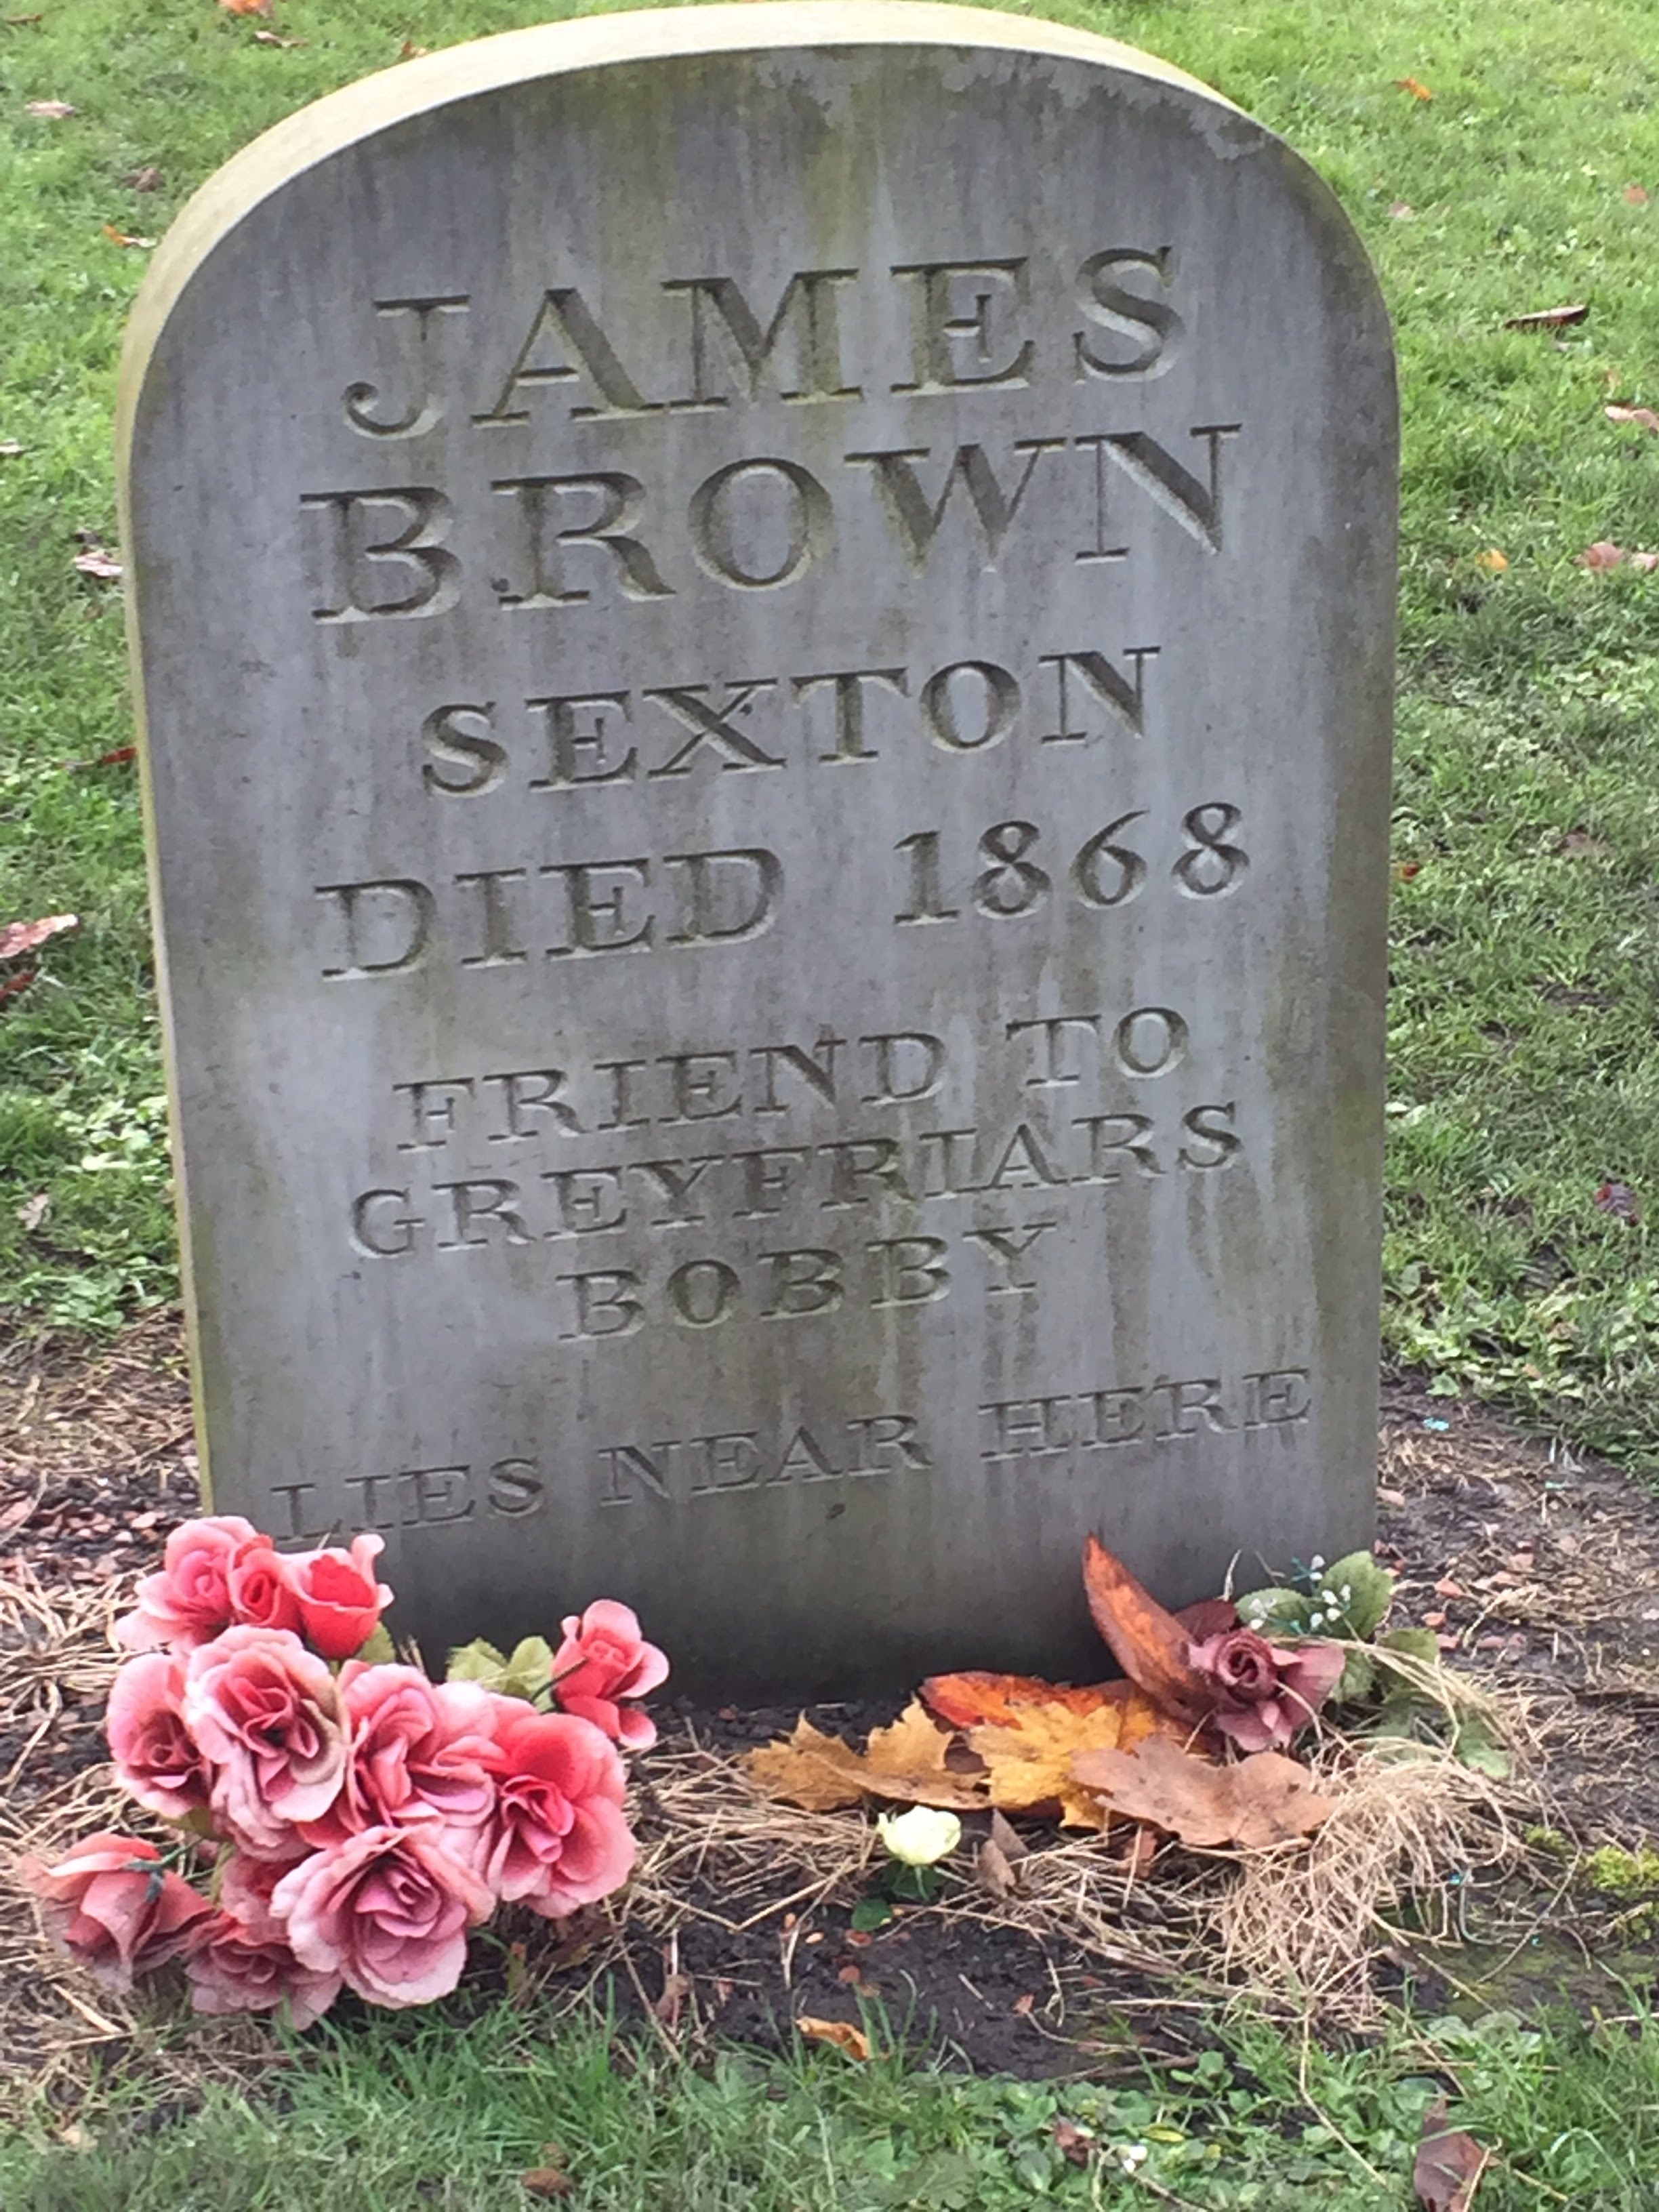 JAMES
BROWN
SEXTON
DIED 1868
FRIEND TO
GREYFRIARS
BOBBY
LIES NEAR HERE